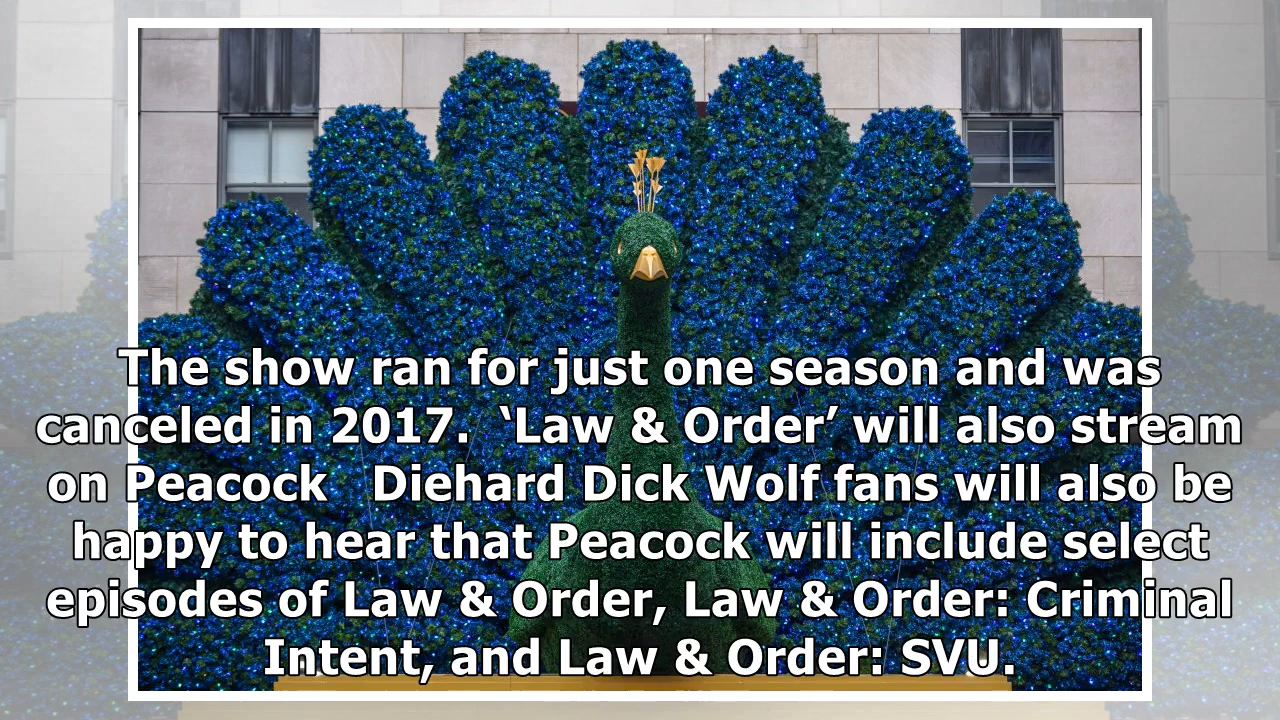 The show ran for just one season and was
canceled in 2017.  ‘Law & Order’ will also stream
on Peacock   Diehard Dick Wolf fans will also be
happy to hear that Peacock will include select
episodes of Law & Order, Law & Order: Criminal
Intent, and Law & Order: SVU.